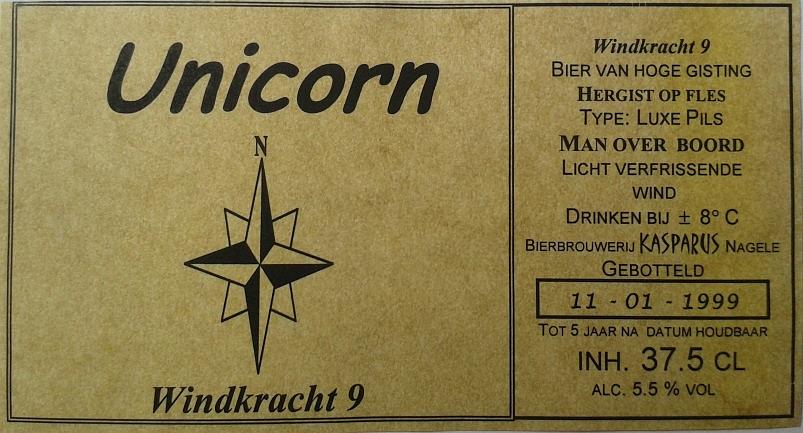 Unicorn
N
Windkracht 9
Windkracht 9
BIER VAN HOGE GISTING
HERGIST OP FLES
TYPE: LUXE PILS
MAN OVER BOORD
LICHT VERFRISSENDE
WIND
DRINKEN BIJ ± 8° C
BIERBROUWERIJ KASPARUS NAGELE
GEBOTTELD
11 - 01 - 1999
TOT 5 JAAR NA DATUM HOUDBAAR
INH. 37.5 CL
ALC. 5.5 % VOL